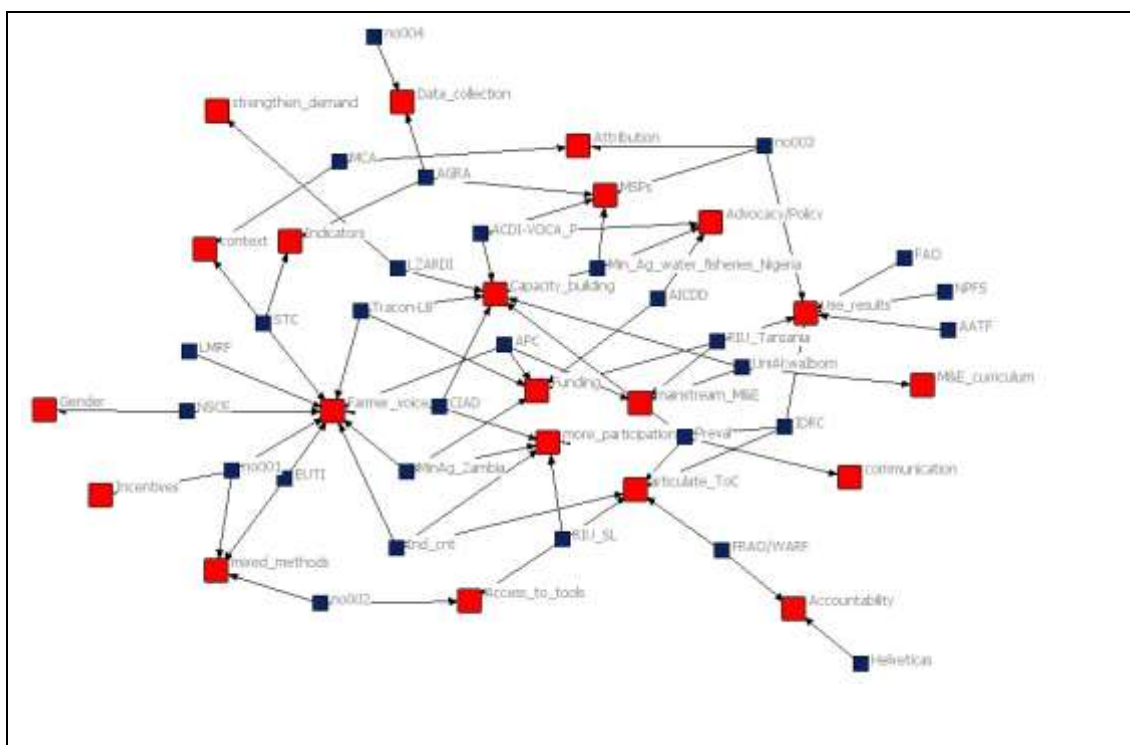 no004
strengthen_demand
Data_collection
Attribution
no003
MCA
AGRA
MSPs
Advocacy/Policy
ACDI-VOCA_P
context
Indicators
Min_Ag_water_fisheries_Nigeria
FAO
LZARDI
Capacity_building
AICDD
NPFS
Tracon-LB
Use_results
STC
AATF
RIU_Tanzania
LMRF
APC
UniAkwaIbom
Funding
M&E_curriculum
Gender
NSCE
Farmer_voice
CIAD
mainstream_M&E
more_participation
Preval
IDRC
no001
MinAg_Zambia
communication
Incentives
EUTI
articulate_ToC
Ind_cnt
RIU_SL
FRAO/WARF
mixed_methods
no002
Access_to_tools
Accountability
Helveticas